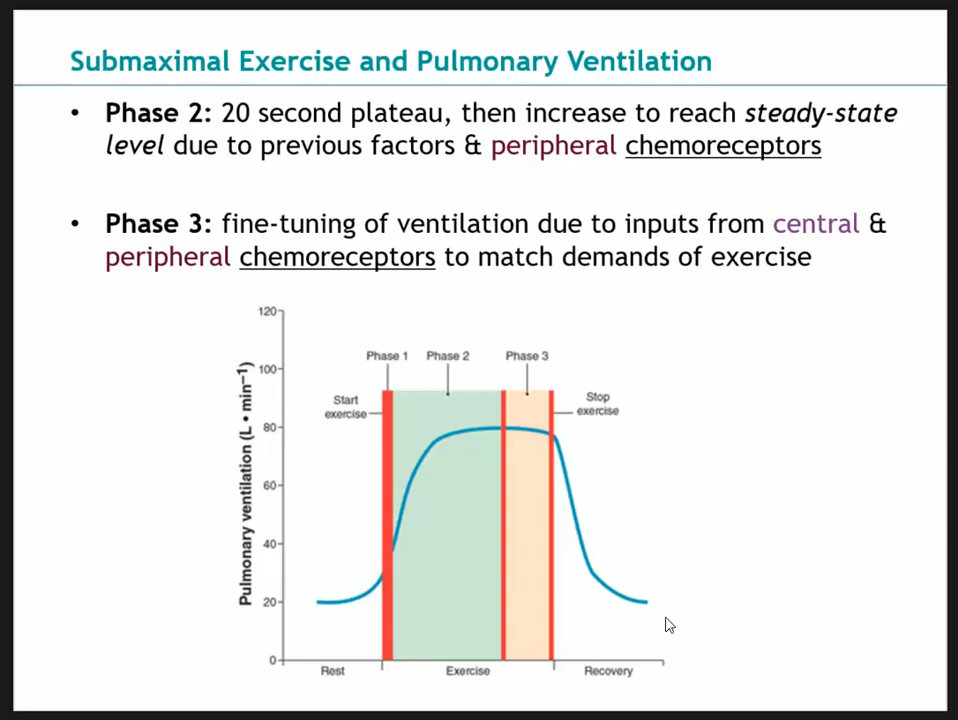 Submaximal Exercise and Pulmonary Ventilation
• Phase 2: 20 second plateau, then increase to reach steady-state
level due to previous factors & peripheral chemoreceptors
• Phase 3: fine-tuning of ventilation due to inputs from central &
peripheral chemoreceptors to match demands of exercise
Pulmonary ventilation (L • min⁻¹)
120
100
80
60
40
20
0
Phase 1 Phase 2 Phase 3
Start
exercise
Stop
exercise
Rest Exercise Recovery